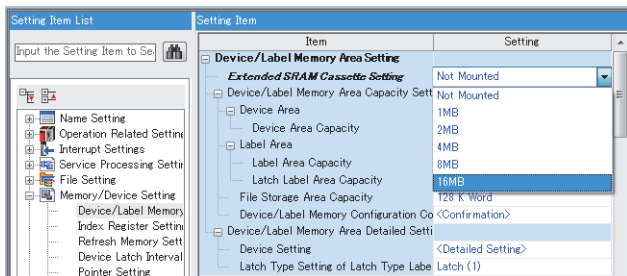 Setting Item List
Input the Setting Item to Se
Name Setting
Operation Related Setting
Interrupt Settings
Service Processing Settin
File Setting
Memory/Device Setting
Device/Label Memory
Index Register Settin
Refresh Memory Sett
Device Latch Interval
Pointer Setting
Setting Item
Item Setting
Device/Label Memory Area Setting
Extended SRAM Cassette Setting Not Mounted
Device/Label Memory Area Capacity Sett Not Mounted
Device Area 1MB
Device Area Capacity 2MB
Label Area 4MB
Label Area Capacity 8MB
Latch Label Area Capacity 16MB
File Storage Area Capacity 128 K Word
Device/Label Memory Configuration Co <Confirmation>
Device/Label Memory Area Detailed Setti
Device Setting <Detailed Setting>
Latch Type Setting of Latch Type Labe Latch (1)